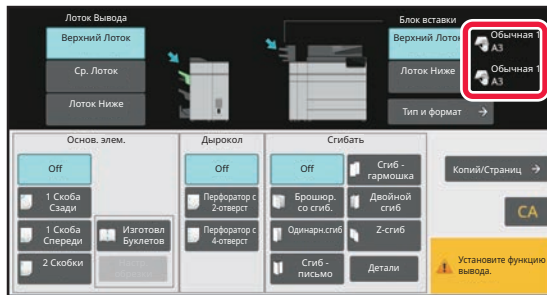 Лоток Вывода
Верхний Лоток
Ср. Лоток
Лоток Ниже
Блок вставки
Верхний Лоток
Лоток Ниже
Обычная 1
A3
Обычная 1
A3
Тип и формат
Основ. элем.
Off
1 Скоба
Сзади
1 Скоба
Спереди
2 Скобки
Изготовл
Буклетов
Дырокол
Off
Перфоратор с
2-отверст
Перфоратор с
4-отверст
Сгибать
Off
Сгиб -
гармошка
Брошюр.
со сгиб.
Двойной
сгиб
Одинарн.сгиб
Z-сгиб
Сгиб -
письмо
Детали
Копий/Страниц
CA
Установите функцию
вывода.